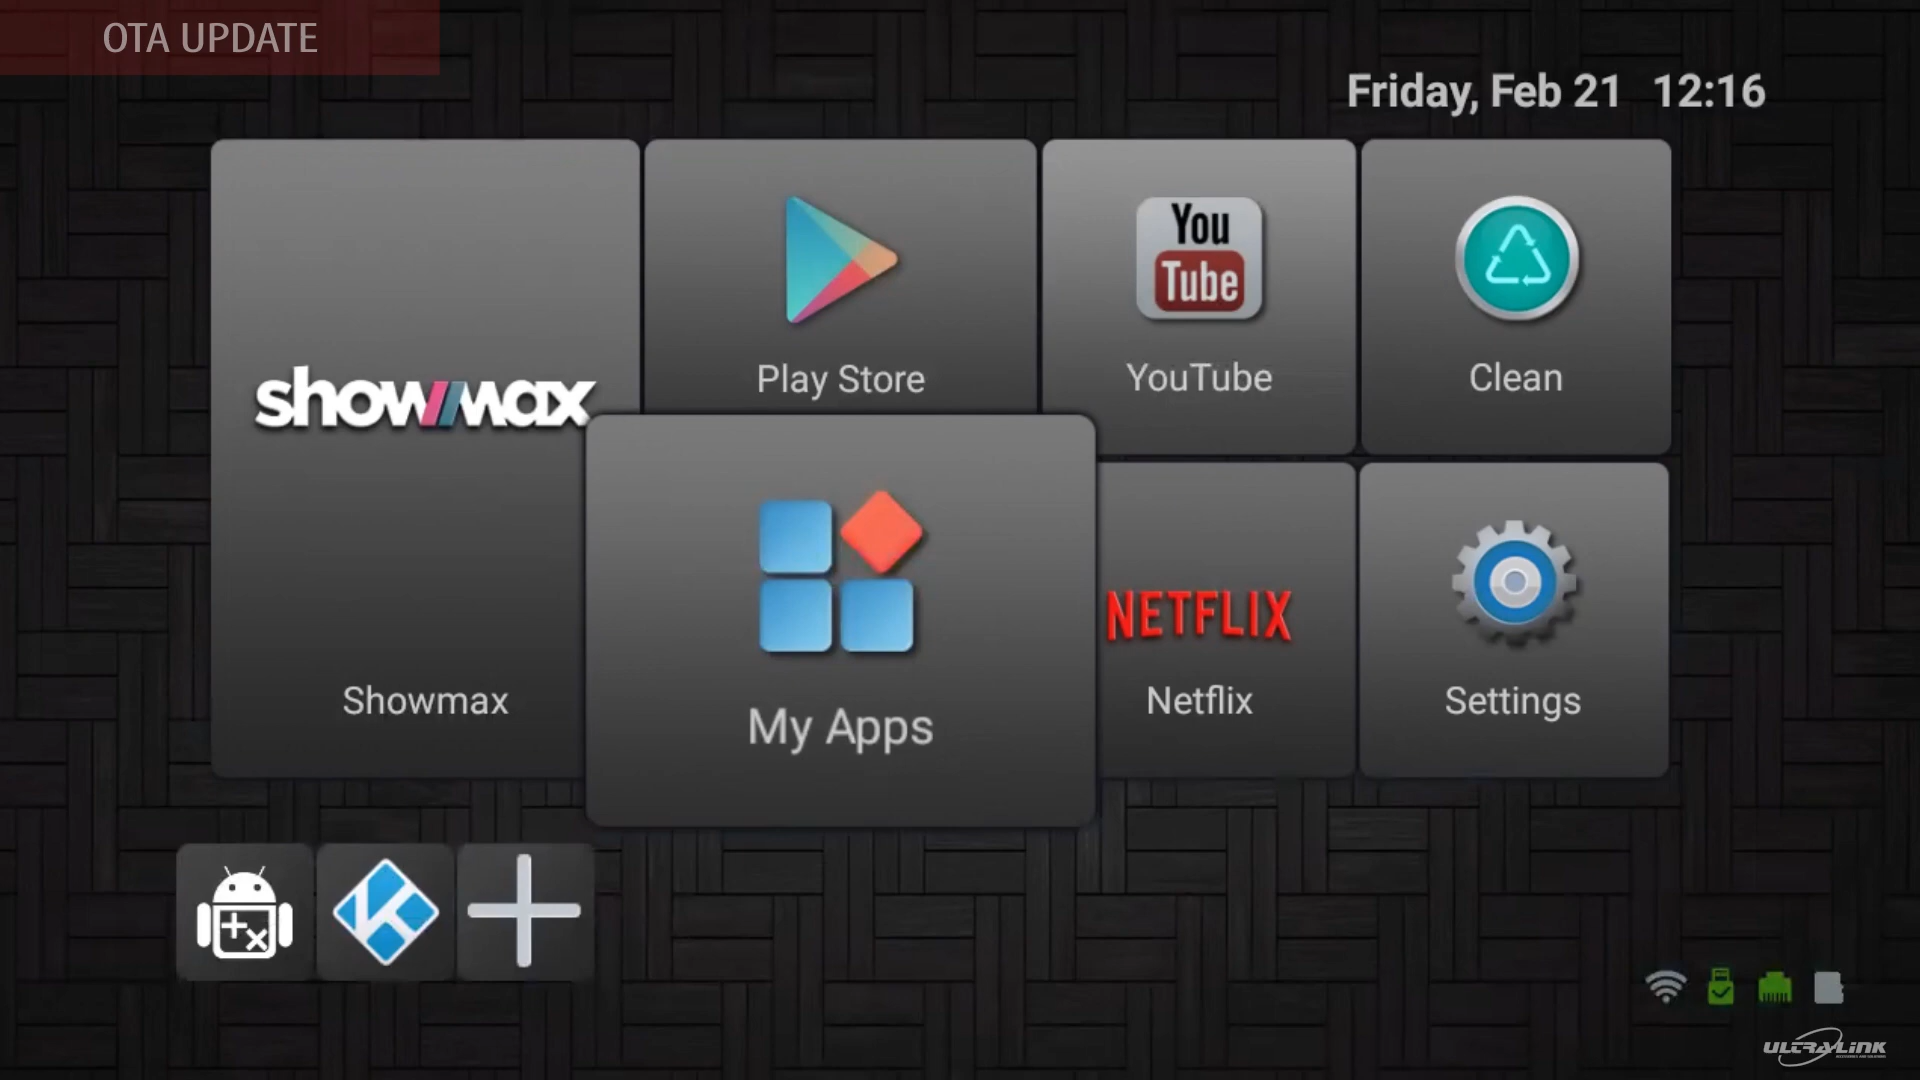 OTA UPDATE
Friday, Feb 21 12:16
showmax
Showmax
Play Store
You
Tube
YouTube
Clean
My Apps
NETFLIX
Netflix
Settings
ULTRALINK